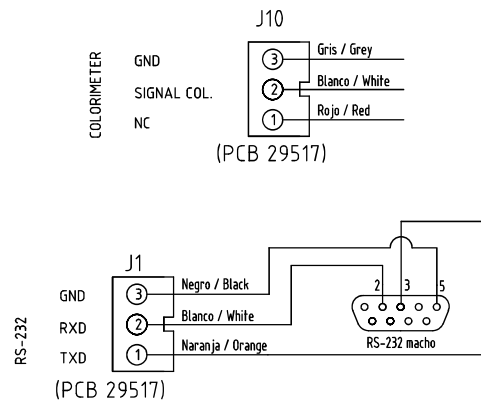 J10
COLORIMETER
GND
3
Gris / Grey
SIGNAL COL.
2
Blanco / White
NC
1
Rojo / Red
(PCB 29517)
J1
RS-232
GND
3
Negro / Black
RXD
2
Blanco / White
TXD
1
Naranja / Orange
(PCB 29517)
2 3 5
RS-232 macho